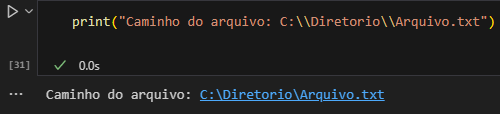 print("Caminho do arquivo: C:\\Diretorio\\Arquivo.txt")
[31]
0.0s
Caminho do arquivo: C:\Diretorio\Arquivo.txt